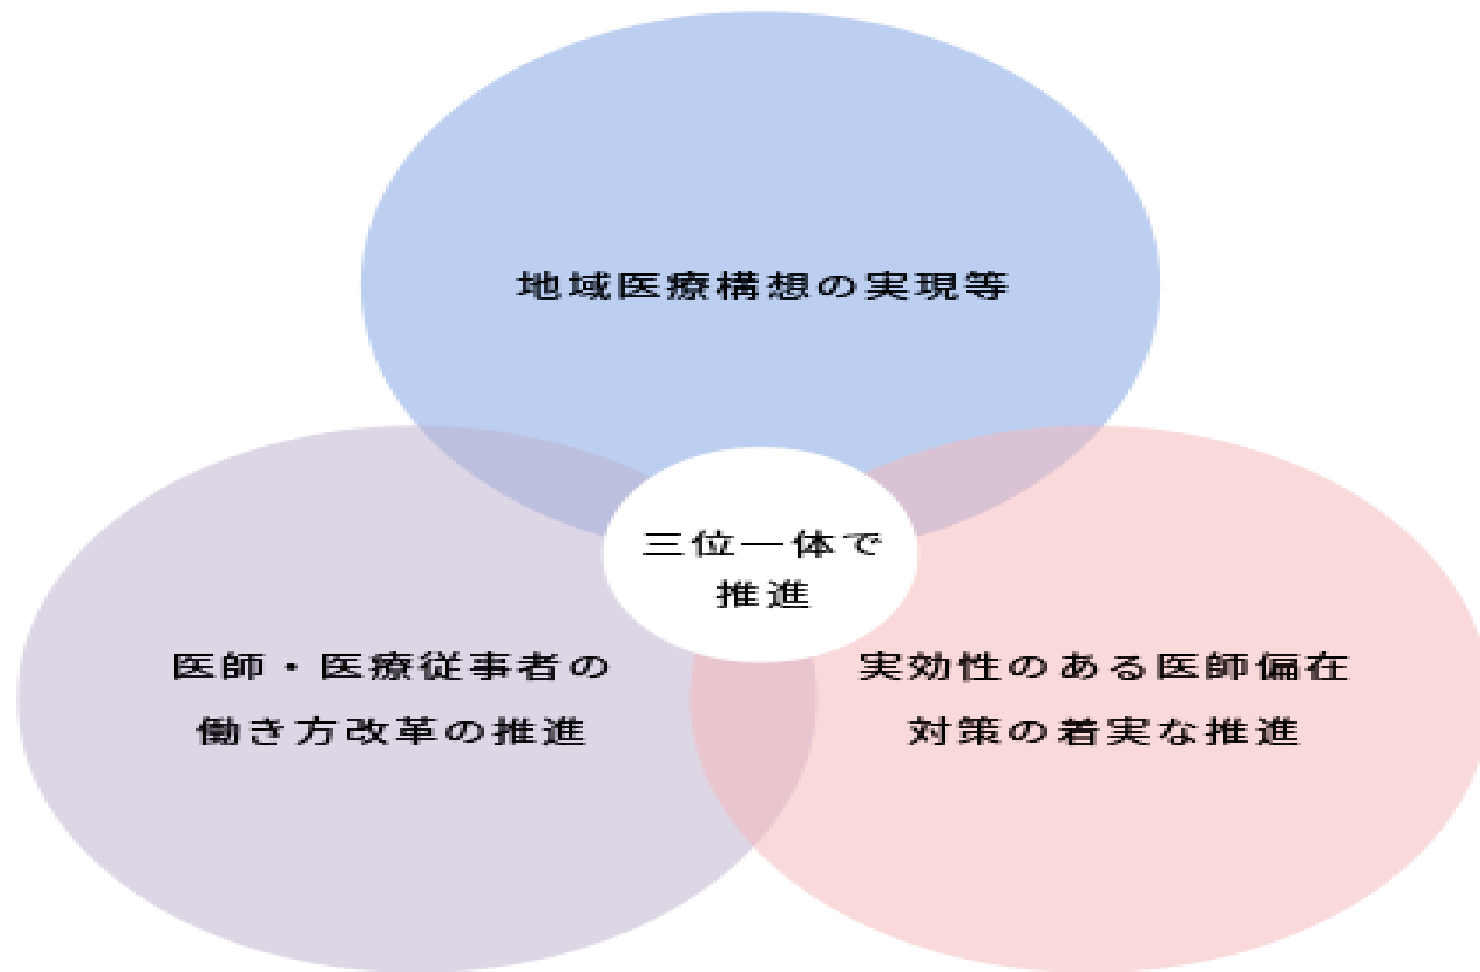 地域医療構想の実現等
三位一体で
推進
医師・医療従事者の
働き方改革の推進
実効性のある医師偏在
対策の着実な推進